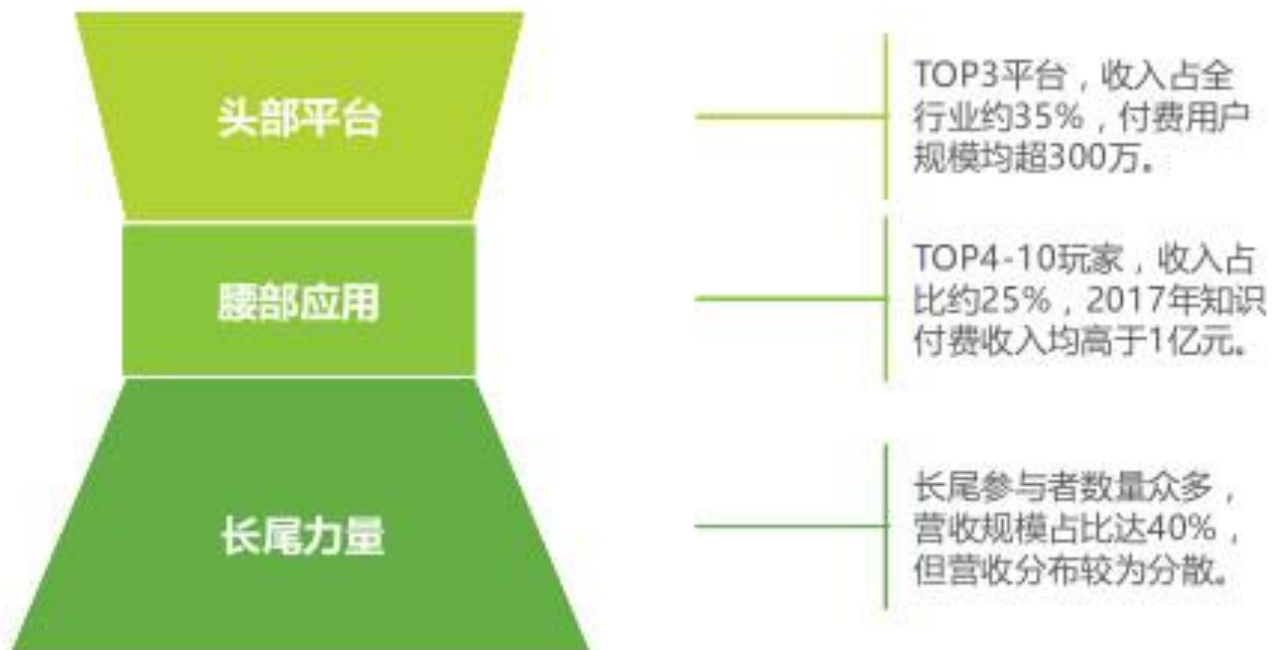 头部平台
TOP3平台，收入占全
行业约35%，付费用户
规模均超300万。
腰部应用
TOP4-10玩家，收入占
比约25%，2017年知识
付费收入均高于1亿元。
长尾力量
长尾参与者数量众多，
营收规模占比达40%，
但营收分布较为分散。